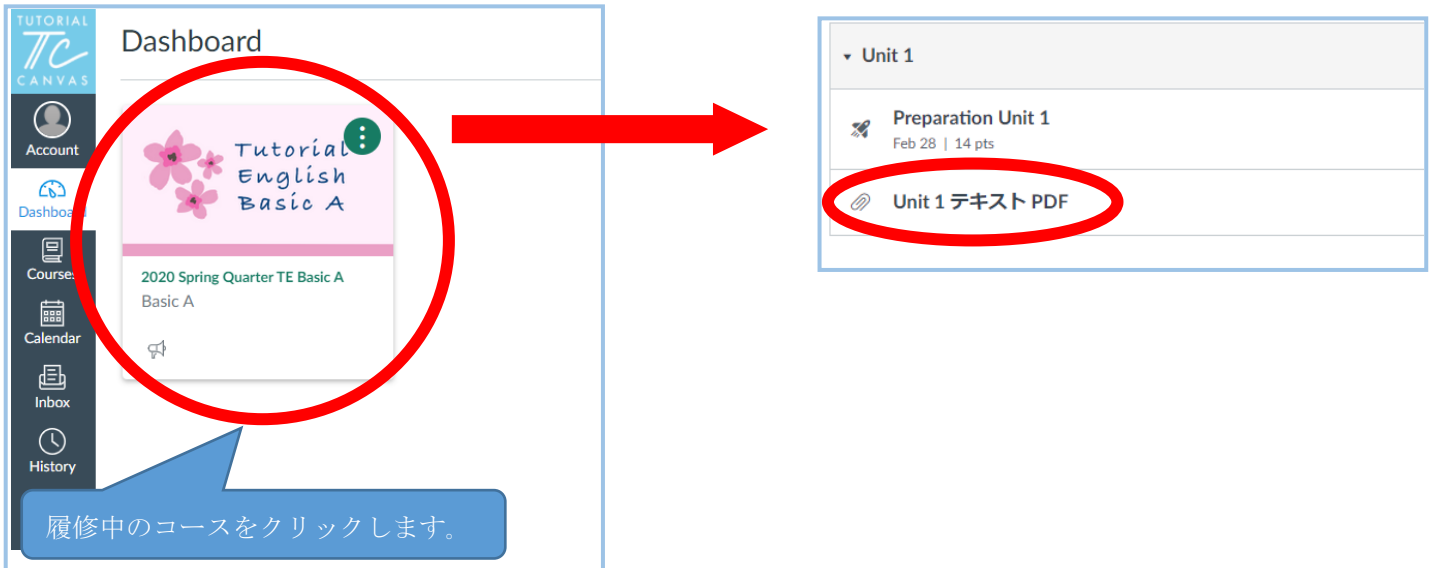 TUTORIAL
TC
CANVAS
Dashboard
Account
Dashboard
Courses
Calendar
Inbox
History
Tutorial
English
Basic A
2020 Spring Quarter TE Basic A
Basic A
履修中のコースをクリックします。
Unit 1
Preparation Unit 1
Feb 28 | 14 pts
Unit 1 テキスト PDF